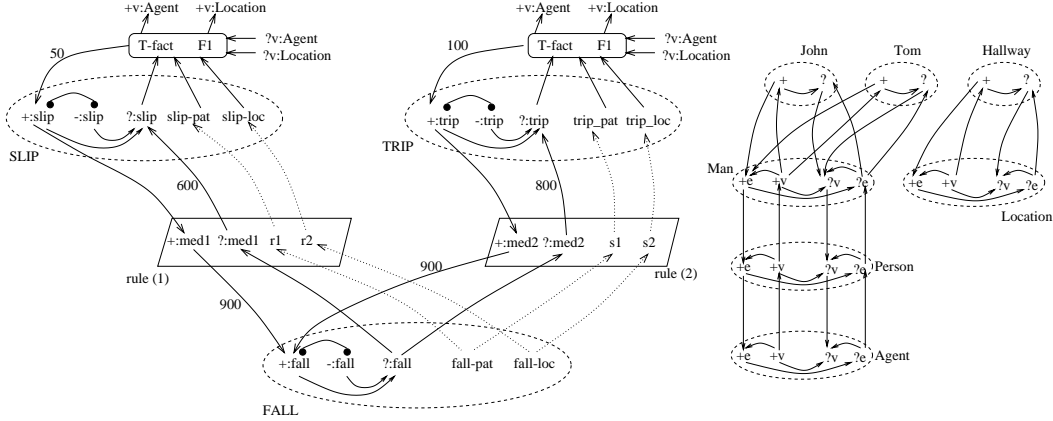 +v:Agent +v:Location
T-fact F1
?v:Agent
?v:Location
50
+:slip -:slip ?:slip slip-pat slip-loc
SLIP
600
+:med1 ?:med1 r1 r2
rule (1)
900
+v:Agent +v:Location
T-fact F1
?v:Agent
?v:Location
100
+:trip -:trip ?:trip trip_pat trip_loc
TRIP
800
+:med2 ?:med2 s1 s2
rule (2)
900
+:fall -:fall ?:fall fall-pat fall-loc
FALL
John Tom Hallway
+ ? + ? + ?
Man
+e +v ?v ?e
+e +v ?v ?e
Location
+e +v ?v ?e
Person
+e +v ?v ?e
Agent